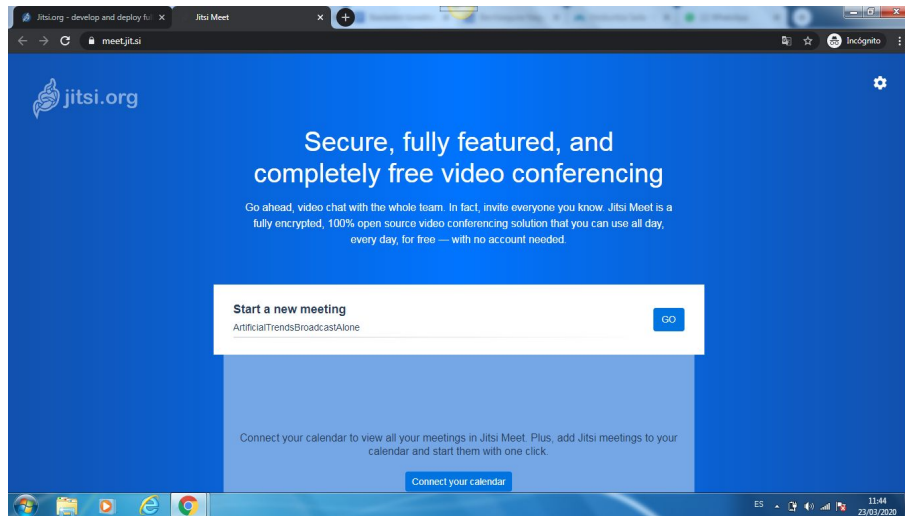 Jitsi.org - develop and deploy ful
Jitsi Meet
meet.jit.si
Incógnito
jitsi.org
Secure, fully featured, and
completely free video conferencing
Go ahead, video chat with the whole team. In fact, invite everyone you know. Jitsi Meet is a
fully encrypted, 100% open source video conferencing solution that you can use all day,
every day, for free — with no account needed.
Start a new meeting
ArtificialTrendsBroadcastAlone
GO
Connect your calendar to view all your meetings in Jitsi Meet. Plus, add Jitsi meetings to your
calendar and start them with one click.
Connect your calendar
ES
11:44
23/03/2020